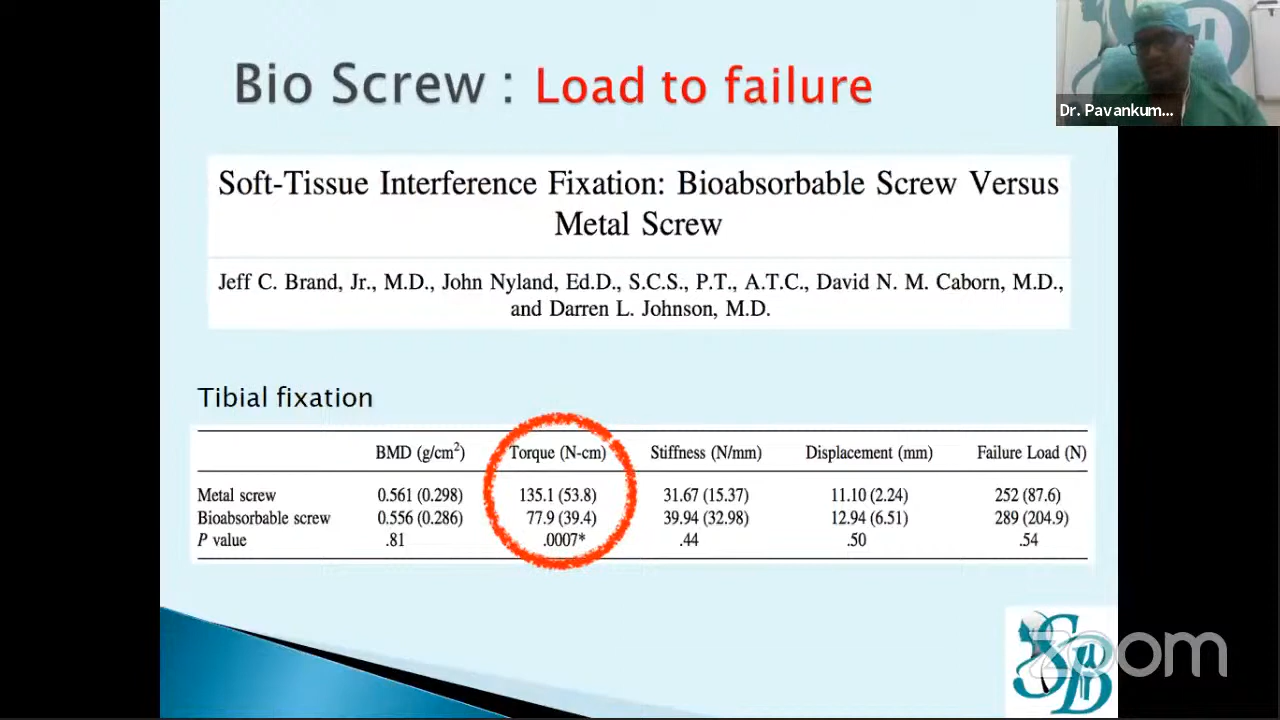 Bio Screw : Load to failure
Dr. Pavankum...
Soft-Tissue Interference Fixation: Bioabsorbable Screw Versus
Metal Screw
Jeff C. Brand, Jr., M.D., John Nyland, Ed.D., S.C.S., P.T., A.T.C., David N. M. Caborn, M.D.,
and Darren L. Johnson, M.D.
Tibial fixation
BMD (g/cm²) Torque (N-cm) Stiffness (N/mm) Displacement (mm) Failure Load (N)
Metal screw 0.561 (0.298) 135.1 (53.8) 31.67 (15.37) 11.10 (2.24) 252 (87.6)
Bioabsorbable screw 0.556 (0.286) 77.9 (39.4) 39.94 (32.98) 12.94 (6.51) 289 (204.9)
P value .81 .0007* .44 .50 .54
zoom